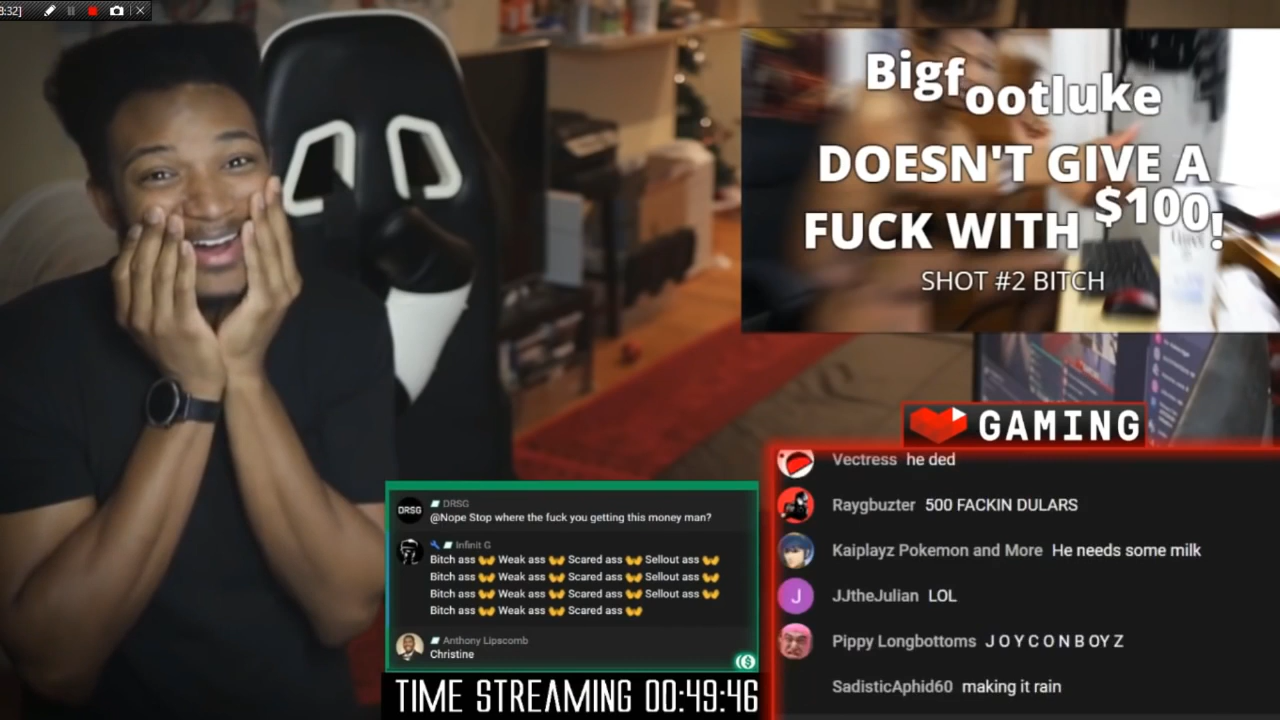 8:32]
Bigfootluke
DOESN'T GIVE A
FUCK WITH $100!
SHOT #2 BITCH
GAMING
Vectress he ded
Raygbuzter 500 FACKIN DULARS
Kaiplayz Pokemon and More He needs some milk
JJtheJulian LOL
J
Pippy Longbottoms J O Y C O N B OY Z
SadisticAphid60 making it rain
DRSG
DRSG
@Nope Stop where the fuck you getting this money man?
Infinit G
Bitch ass 👐 Weak ass 👐 Scared ass 👐 Sellout ass 👐
Bitch ass 👐 Weak ass 👐 Scared ass 👐 Sellout ass 👐
Bitch ass 👐 Weak ass 👐 Scared ass 👐 Sellout ass 👐
Bitch ass 👐 Weak ass 👐 Scared ass 👐
Anthony Lipscomb
Christine
TIME STREAMING 00:49:46